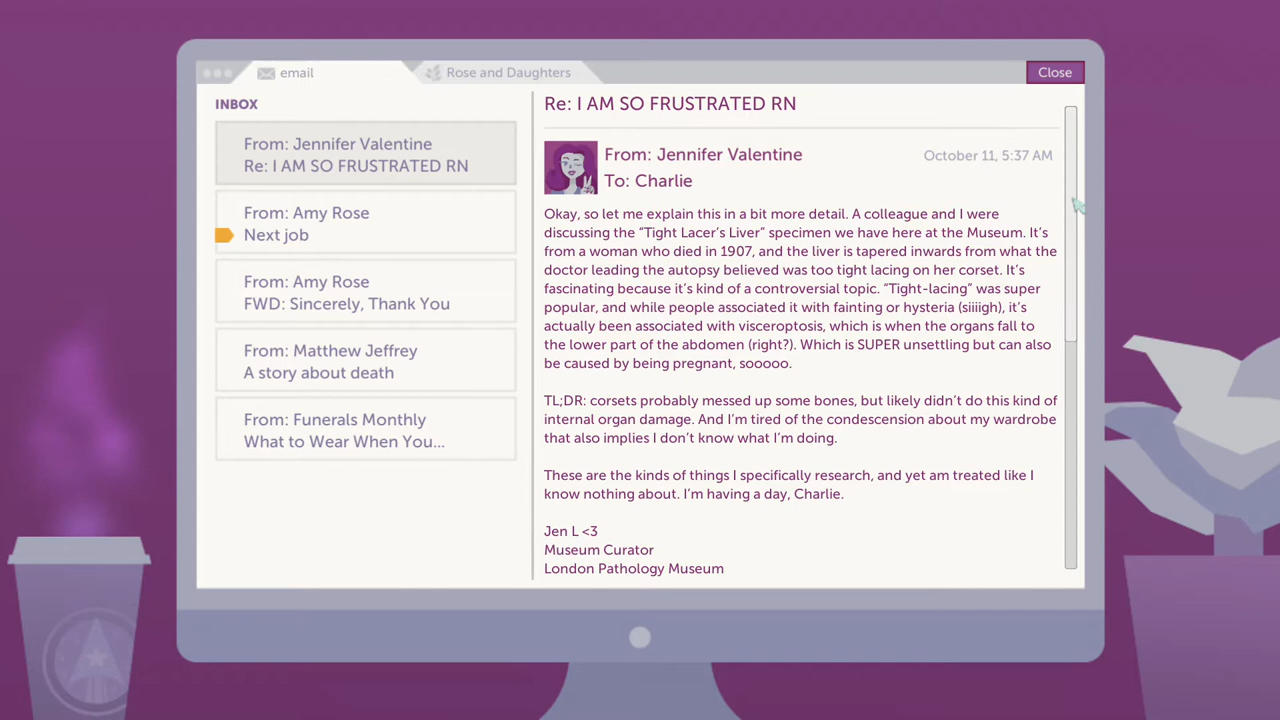 email
Rose and Daughters
Close
INBOX
From: Jennifer Valentine
Re: I AM SO FRUSTRATED RN
From: Amy Rose
Next job
From: Amy Rose
FWD: Sincerely, Thank You
From: Matthew Jeffrey
A story about death
From: Funerals Monthly
What to Wear When You...
Re: I AM SO FRUSTRATED RN
From: Jennifer Valentine
October 11, 5:37 AM
To: Charlie
Okay, so let me explain this in a bit more detail. A colleague and I were
discussing the “Tight Lacer’s Liver” specimen we have here at the Museum. It’s
from a woman who died in 1907, and the liver is tapered inwards from what the
doctor leading the autopsy believed was too tight lacing on her corset. It’s
fascinating because it’s kind of a controversial topic. “Tight-lacing” was super
popular, and while people associated it with fainting or hysteria (siiiigh), it’s
actually been associated with visceroptosis, which is when the organs fall to
the lower part of the abdomen (right?). Which is SUPER unsettling but can also
be caused by being pregnant, sooooo.
TL;DR: corsets probably messed up some bones, but likely didn’t do this kind of
internal organ damage. And I’m tired of the condescension about my wardrobe
that also implies I don’t know what I’m doing.
These are the kinds of things I specifically research, and yet am treated like I
know nothing about. I’m having a day, Charlie.
Jen L <3
Museum Curator
London Pathology Museum